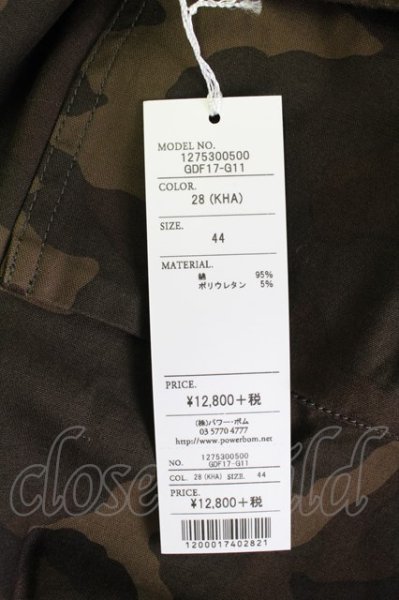 MODEL NO.
1275300500
GDF17-G11
COLOR.
28 (KHA)
SIZE.
44
MATERIAL.
綿 95%
ポリウレタン 5%
PRICE.
¥12,800+税
(株)パワー・ボム
03 5770 4777
http://www.powerbom.net
NO. 1275300500
GDF17-G11
COL. 28 (KHA) SIZE. 44
PRICE.
¥12,800+税
1200017402821